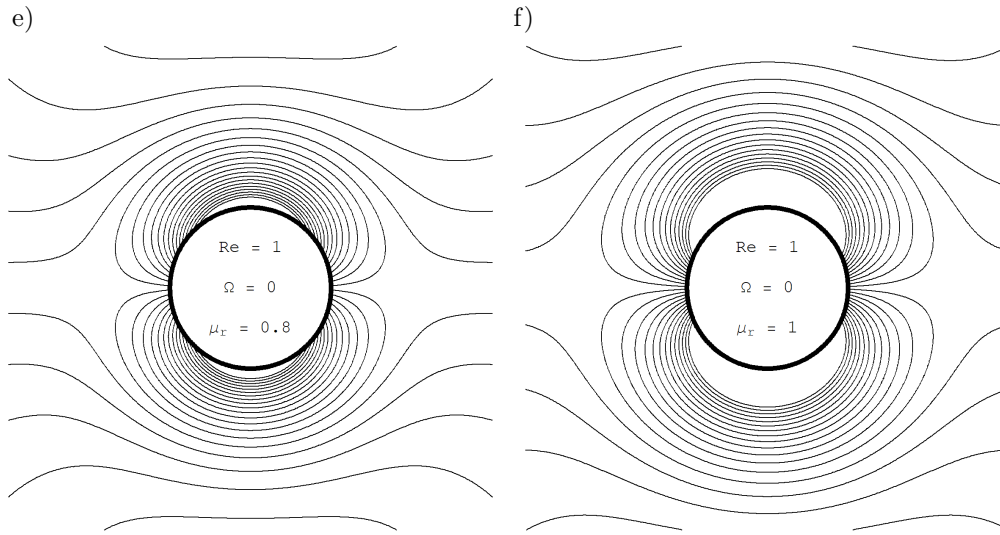 e)
f)
Re = 1
Ω = 0
μr = 0.8
Re = 1
Ω = 0
μr = 1